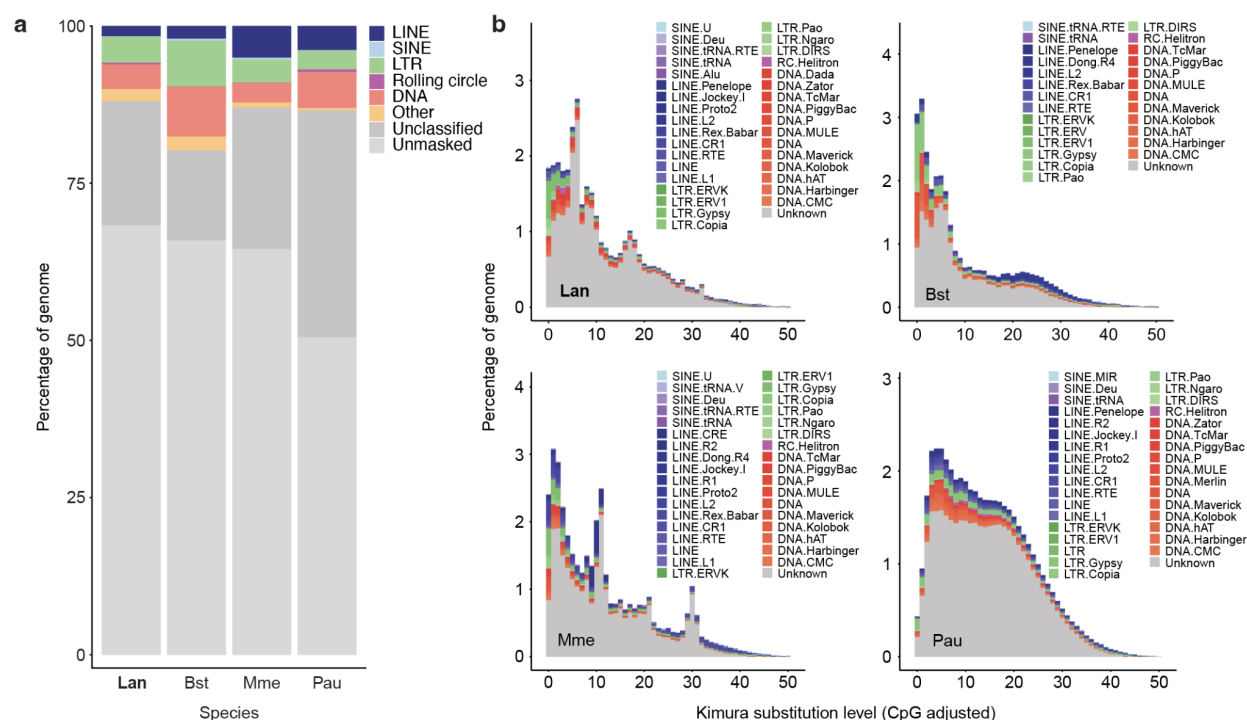 a
Percentage of genome
100
75
50
25
0
Lan
Bst
Mme
Pau
Species
LINE
SINE
LTR
Rolling circle
DNA
Other
Unclassified
Unmasked
b
Percentage of genome
3
2
1
0
0 10 20 30 40 50
Lan
SINE.U
SINE.Deu
SINE.tRNA.RTE
SINE.tRNA
SINE.Alu
LINE.Penelope
LINE.Jockey.I
LINE.Proto2
LINE.L2
LINE.Rex.Babar
LINE.CR1
LINE.RTE
LINE
LINE.L1
LTR.ERVK
LTR.ERV1
LTR.Gypsy
LTR.Copia
LTR.Pao
LTR.Ngaro
LTR.DIRS
RC.Helitron
DNA.Dada
DNA.Zator
DNA.TcMar
DNA.PiggyBac
DNA.P
DNA.MULE
DNA
DNA.Maverick
DNA.Kolobok
DNA.hAT
DNA.Harbinger
DNA.CMC
Unknown
4
3
2
1
0
0 10 20 30 40 50
Bst
SINE.tRNA.RTE
SINE.tRNA
LINE.Penelope
LINE.Dong.R4
LINE.L2
LINE.Rex.Babar
LINE.CR1
LINE.RTE
LTR.ERVK
LTR.ERV
LTR.ERV1
LTR.Gypsy
LTR.Copia
LTR.Pao
LTR.DIRS
RC.Helitron
DNA.TcMar
DNA.PiggyBac
DNA.P
DNA.MULE
DNA
DNA.Maverick
DNA.Kolobok
DNA.hAT
DNA.Harbinger
DNA.CMC
Unknown
4
3
2
1
0
0 10 20 30 40 50
Mme
SINE.U
SINE.tRNA.V
SINE.Deu
SINE.tRNA.RTE
SINE.tRNA
LINE.CRE
LINE.R2
LINE.Dong.R4
LINE.Jockey.I
LINE.R1
LINE.Proto2
LINE.L2
LINE.Rex.Babar
LINE.CR1
LINE.RTE
LINE
LINE.L1
LTR.ERVK
LTR.ERV1
LTR.Gypsy
LTR.Copia
LTR.Pao
LTR.Ngaro
LTR.DIRS
RC.Helitron
DNA.TcMar
DNA.PiggyBac
DNA.P
DNA.MULE
DNA
DNA.Maverick
DNA.Kolobok
DNA.hAT
DNA.Harbinger
DNA.CMC
Unknown
3
2
1
0
0 10 20 30 40 50
Pau
SINE.MIR
SINE.Deu
SINE.tRNA
LINE.Penelope
LINE.R2
LINE.Jockey.I
LINE.R1
LINE.Proto2
LINE.L2
LINE.CR1
LINE.RTE
LINE
LINE.L1
LTR.ERVK
LTR.ERV1
LTR
LTR.Gypsy
LTR.Copia
LTR.Pao
LTR.Ngaro
LTR.DIRS
RC.Helitron
DNA.Zator
DNA.TcMar
DNA.PiggyBac
DNA.P
DNA.MULE
DNA.Merlin
DNA
DNA.Maverick
DNA.Kolobok
DNA.hAT
DNA.Harbinger
DNA.CMC
Unknown
Kimura substitution level (CpG adjusted)